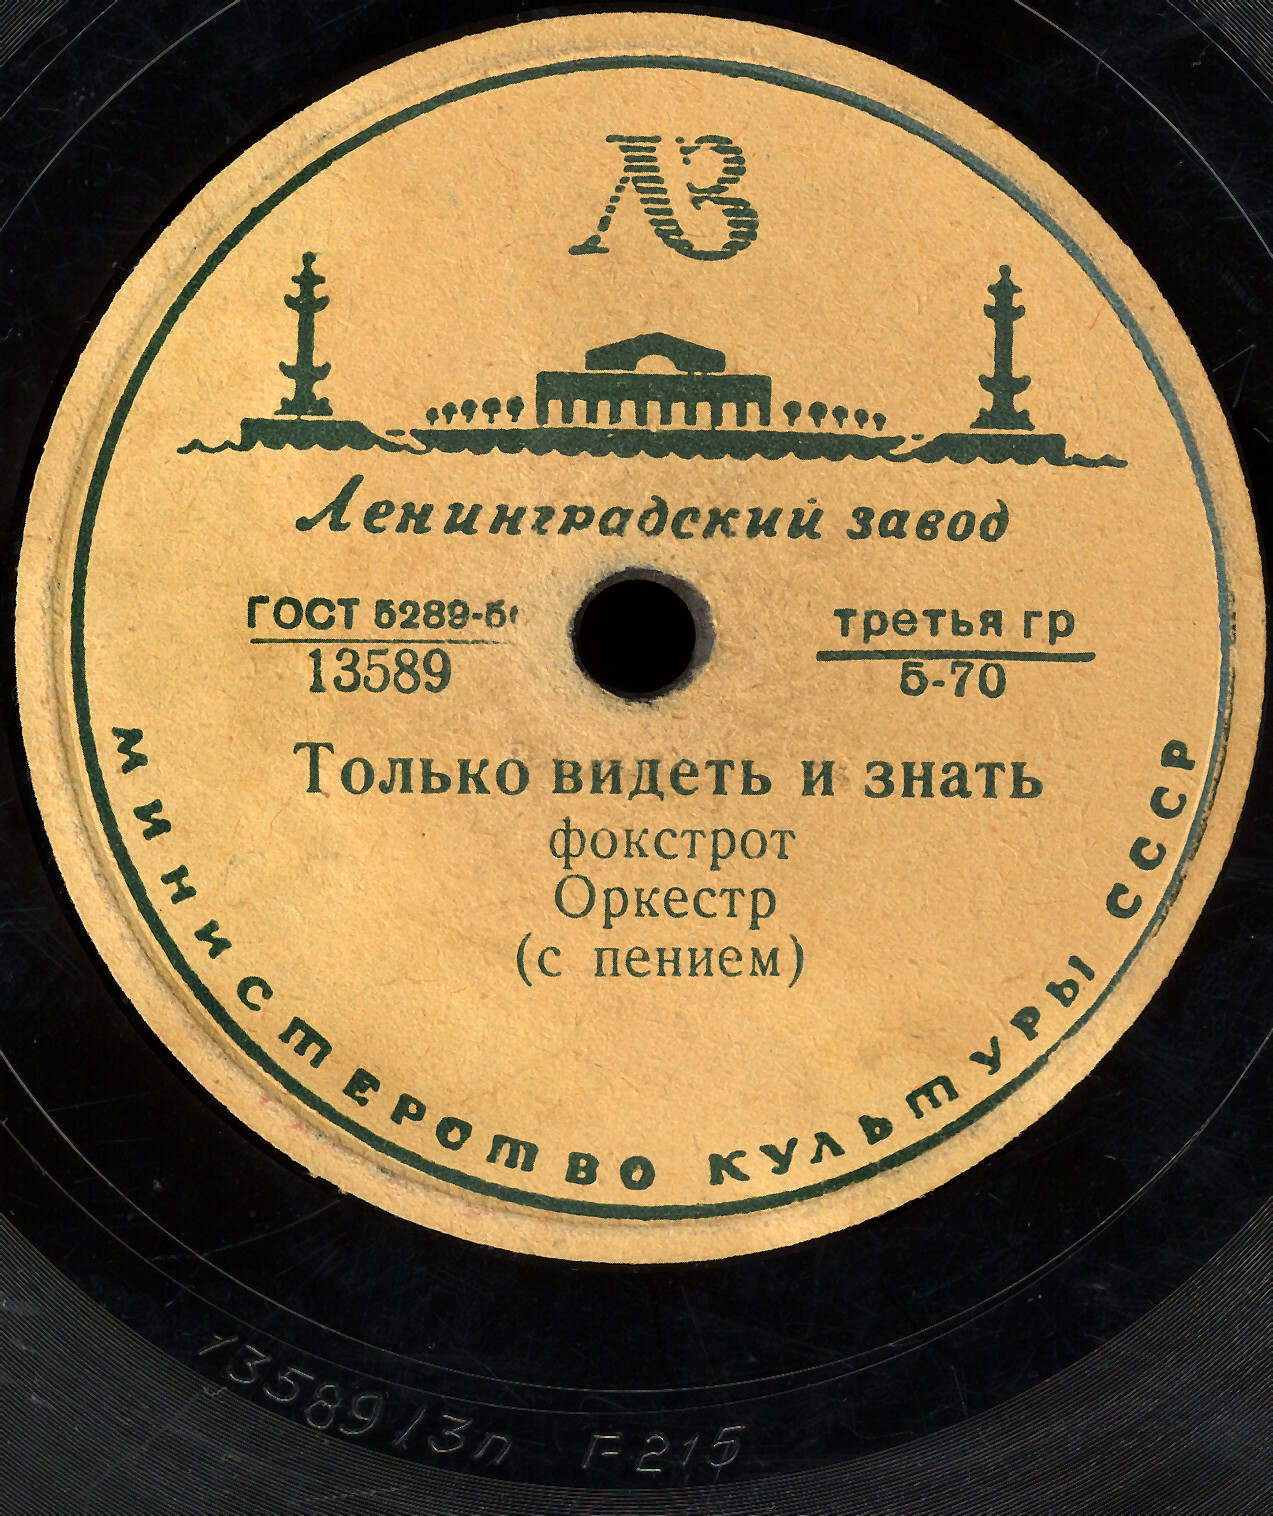 ЛЗ
Ленинградский завод
ГОСТ 5289-5
13589
третья гр
5-70
Только видеть и знать
фокстрот
Оркестр
(с пением)
МИНИСТЕРСТВО КУЛЬТУРЫ СССР
13589/3п F215